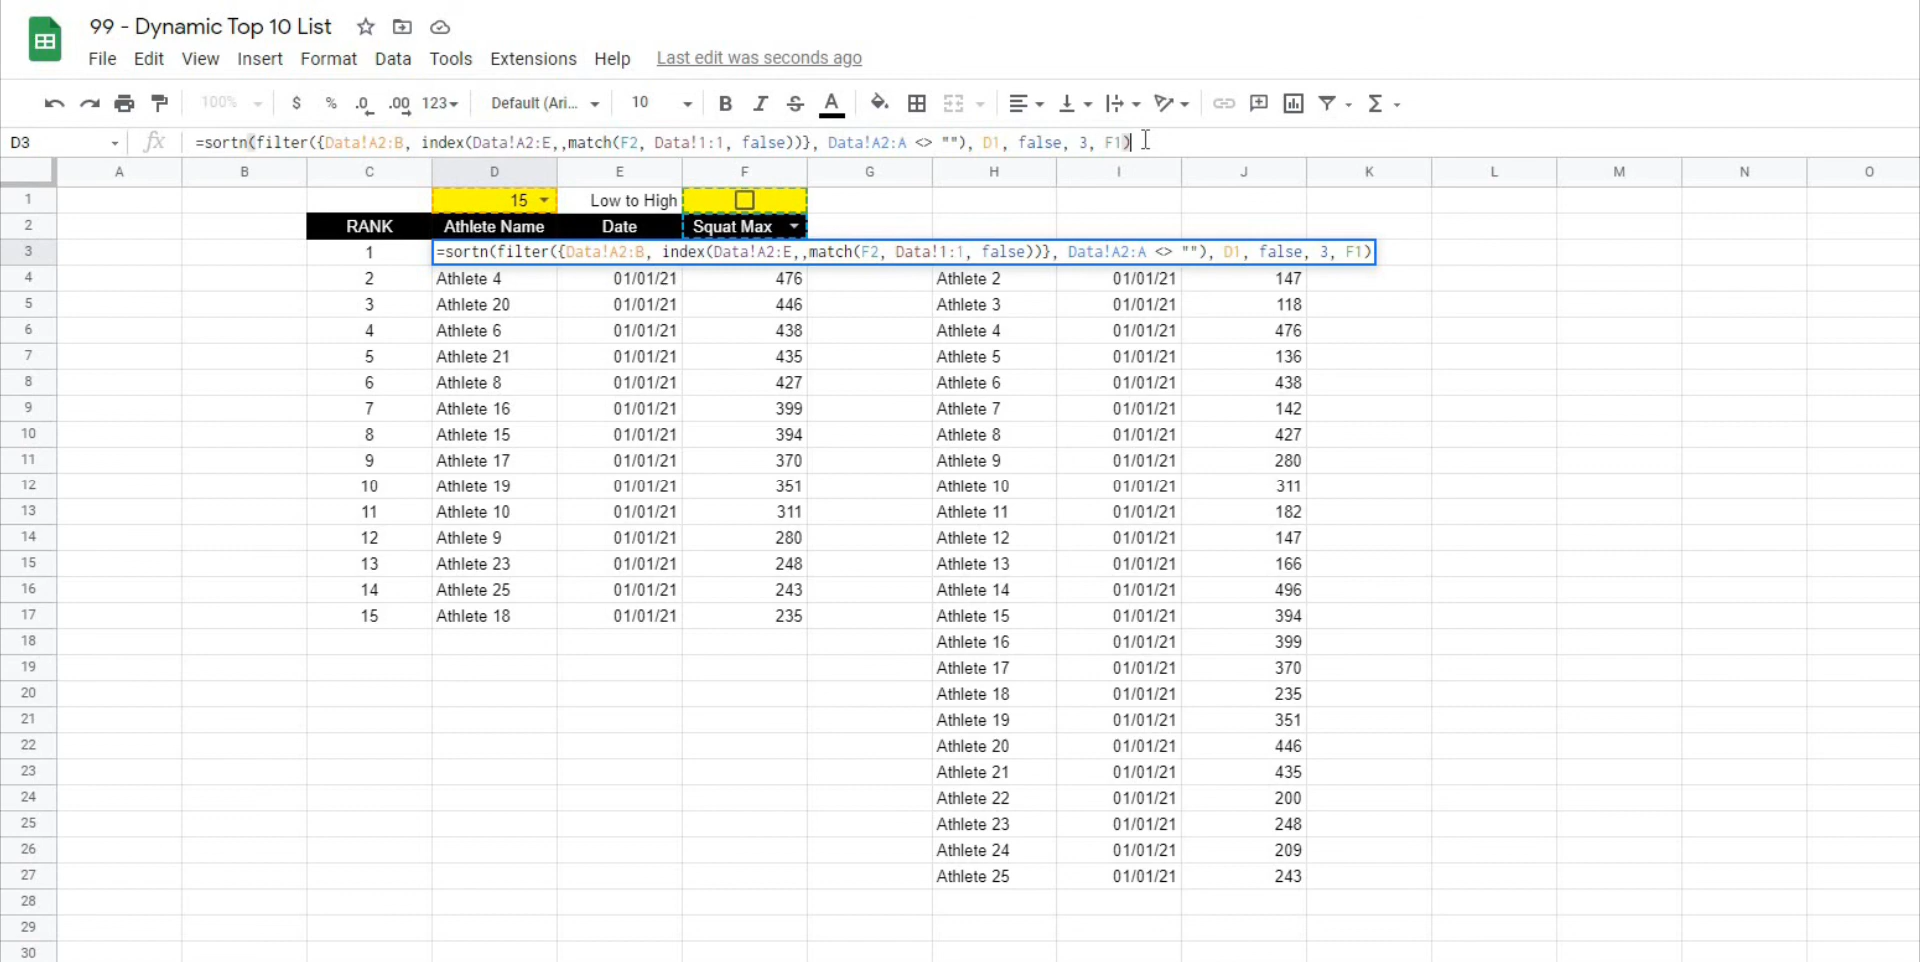 99 - Dynamic Top 10 List
File Edit View Insert Format Data Tools Extensions Help Last edit was seconds ago
100% $ % .0 .00 123 Default (Ari... 10 B I S A Σ
D3 fx =sortn(filter({Data!A2:B, index(Data!A2:E,,match(F2, Data!1:1, false))}, Data!A2:A <> ""), D1, false, 3, F1)
A B C D E F G H I J K L M N O
1 15 Low to High
2 RANK Athlete Name Date Squat Max
3 1 =sortn(filter({Data!A2:B, index(Data!A2:E,,match(F2, Data!1:1, false))}, Data!A2:A <> ""), D1, false, 3, F1)
4 2 Athlete 4 01/01/21 476 Athlete 2 01/01/21 147
5 3 Athlete 20 01/01/21 446 Athlete 3 01/01/21 118
6 4 Athlete 6 01/01/21 438 Athlete 4 01/01/21 476
7 5 Athlete 21 01/01/21 435 Athlete 5 01/01/21 136
8 6 Athlete 8 01/01/21 427 Athlete 6 01/01/21 438
9 7 Athlete 16 01/01/21 399 Athlete 7 01/01/21 142
10 8 Athlete 15 01/01/21 394 Athlete 8 01/01/21 427
11 9 Athlete 17 01/01/21 370 Athlete 9 01/01/21 280
12 10 Athlete 19 01/01/21 351 Athlete 10 01/01/21 311
13 11 Athlete 10 01/01/21 311 Athlete 11 01/01/21 182
14 12 Athlete 9 01/01/21 280 Athlete 12 01/01/21 147
15 13 Athlete 23 01/01/21 248 Athlete 13 01/01/21 166
16 14 Athlete 25 01/01/21 243 Athlete 14 01/01/21 496
17 15 Athlete 18 01/01/21 235 Athlete 15 01/01/21 394
18 Athlete 16 01/01/21 399
19 Athlete 17 01/01/21 370
20 Athlete 18 01/01/21 235
21 Athlete 19 01/01/21 351
22 Athlete 20 01/01/21 446
23 Athlete 21 01/01/21 435
24 Athlete 22 01/01/21 200
25 Athlete 23 01/01/21 248
26 Athlete 24 01/01/21 209
27 Athlete 25 01/01/21 243
28
29
30